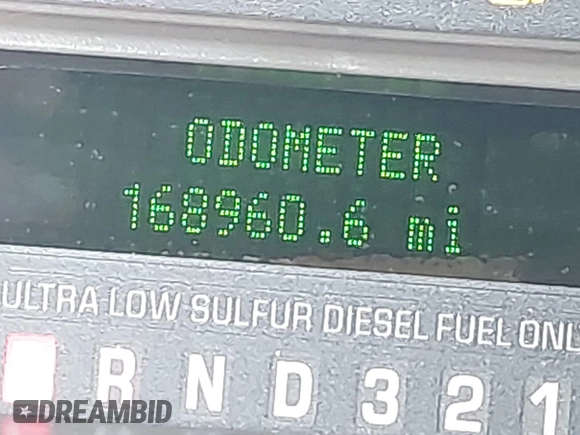 ODOMETER
168960.6 mi
ULTRA LOW SULFUR DIESEL FUEL ONL
R N D 3 2 1
DREAMBID